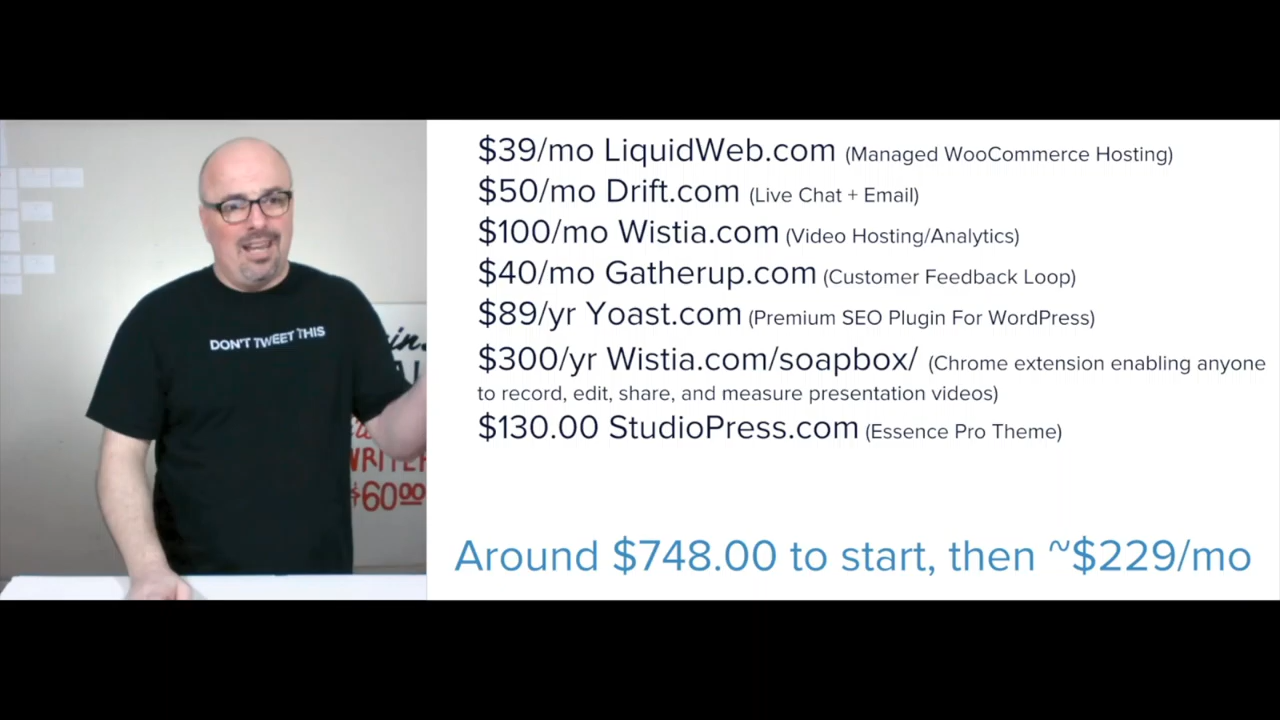 DON'T TWEET THIS
WRITER
$60⁰⁰
$39/mo LiquidWeb.com (Managed WooCommerce Hosting)
$50/mo Drift.com (Live Chat + Email)
$100/mo Wistia.com (Video Hosting/Analytics)
$40/mo Gatherup.com (Customer Feedback Loop)
$89/yr Yoast.com (Premium SEO Plugin For WordPress)
$300/yr Wistia.com/soapbox/ (Chrome extension enabling anyone
to record, edit, share, and measure presentation videos)
$130.00 StudioPress.com (Essence Pro Theme)
Around $748.00 to start, then ~$229/mo